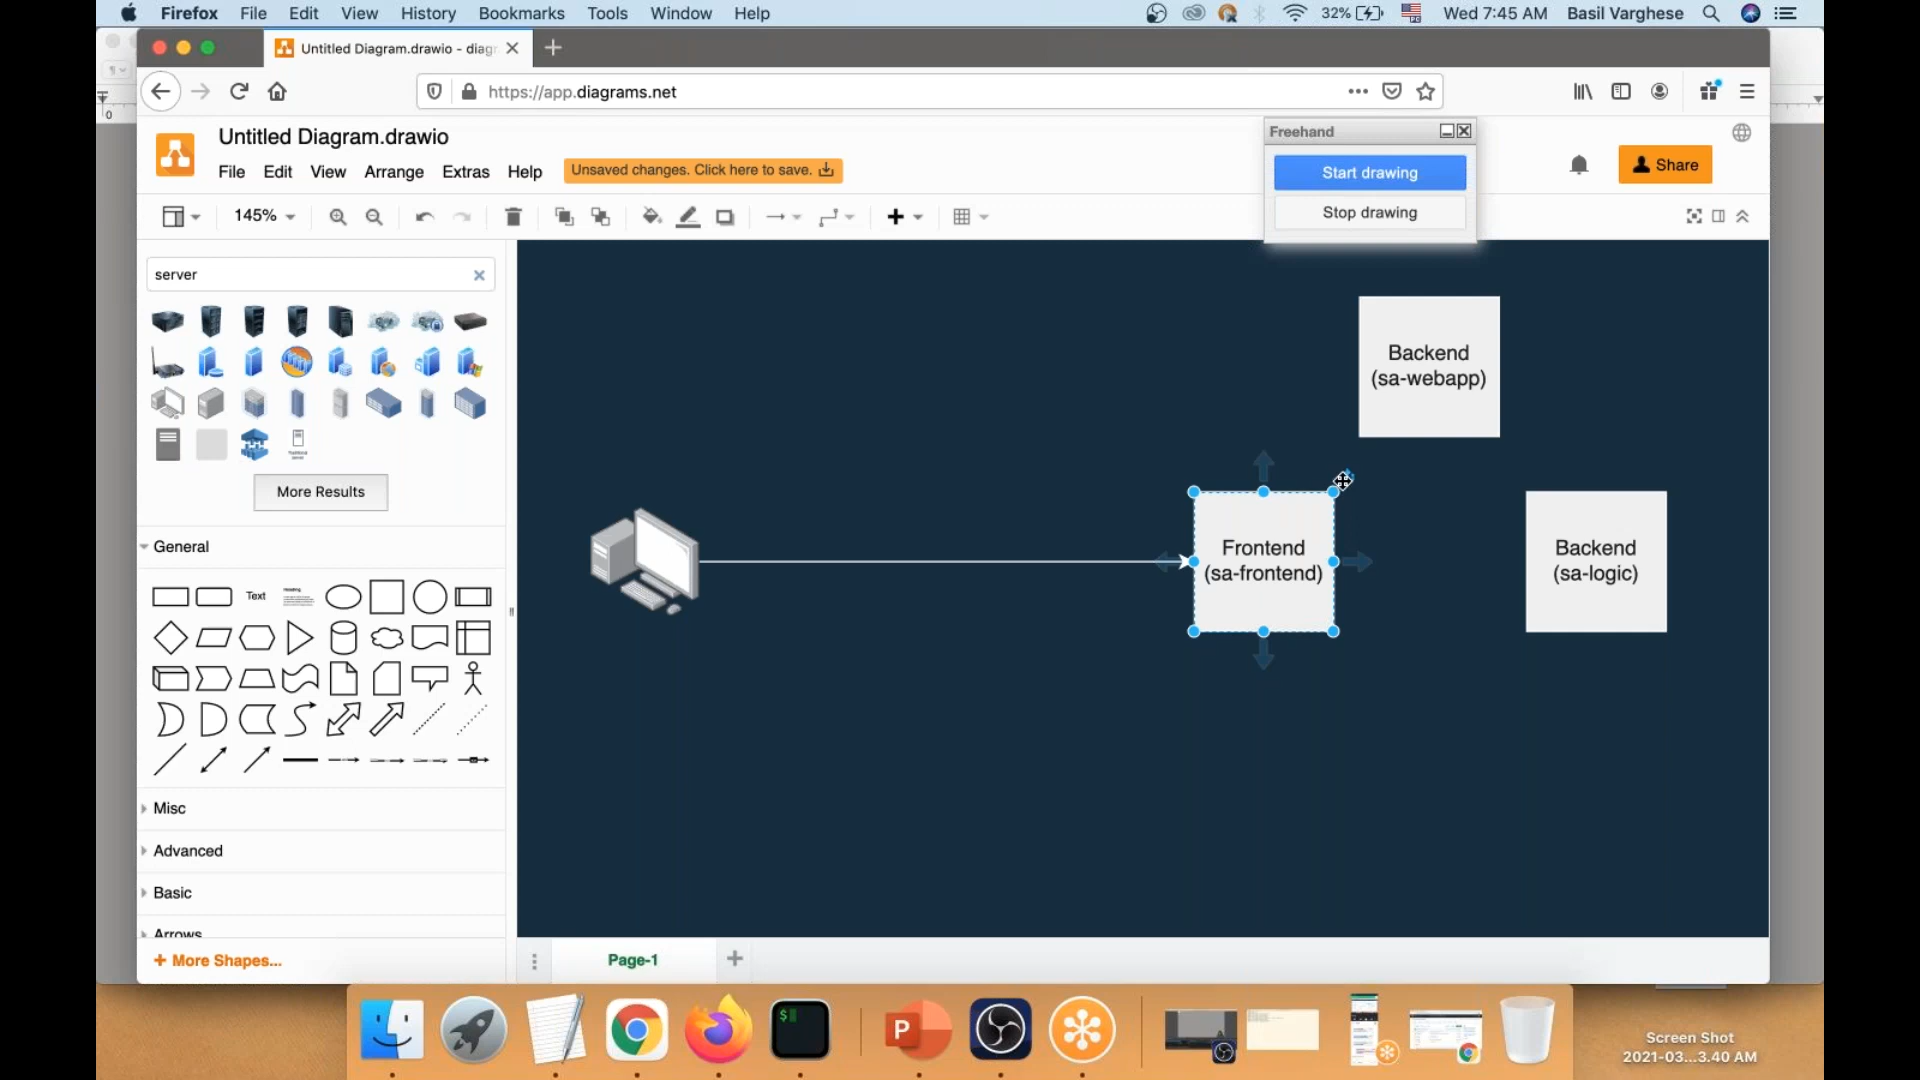 Firefox File Edit View History Bookmarks Tools Window Help 32% Wed 7:45 AM Basil Varghese
Untitled Diagram.drawio - diagr
https://app.diagrams.net
0
Untitled Diagram.drawio
File Edit View Arrange Extras Help Unsaved changes. Click here to save.
Freehand
Start drawing
Stop drawing
Share
145%
server
More Results
General
Text
Heading
Misc
Advanced
Basic
Arrows
+ More Shapes...
Backend
(sa-webapp)
Frontend
(sa-frontend)
Backend
(sa-logic)
Page-1
$
P
Screen Shot
2021-03...3.40 AM